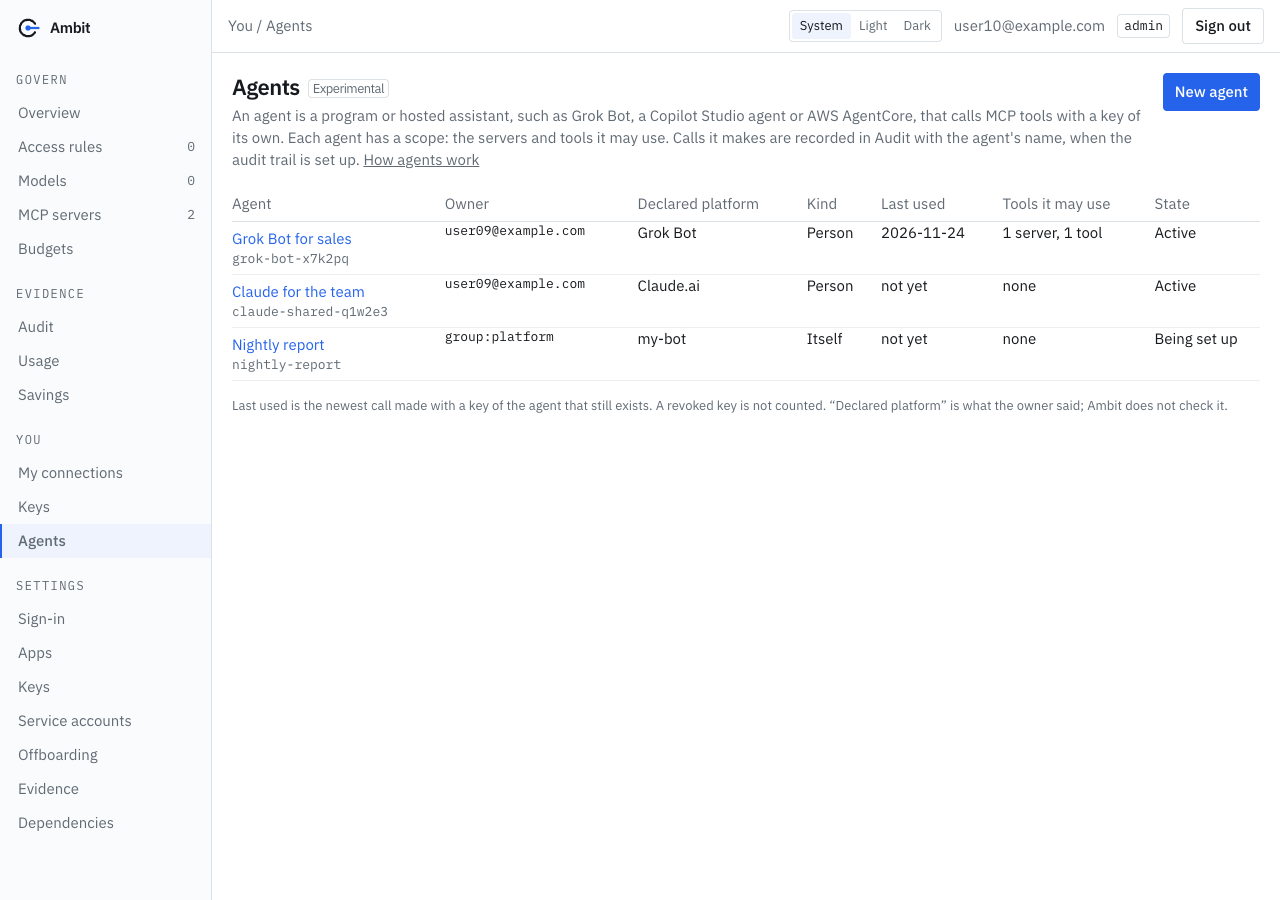 Ambit
You / Agents
System Light Dark
user10@example.com
admin
Sign out
GOVERN
Overview
Access rules 0
Models 0
MCP servers 2
Budgets
EVIDENCE
Audit
Usage
Savings
YOU
My connections
Keys
Agents
SETTINGS
Sign-in
Apps
Keys
Service accounts
Offboarding
Evidence
Dependencies
Agents Experimental
New agent
An agent is a program or hosted assistant, such as Grok Bot, a Copilot Studio agent or AWS AgentCore, that calls MCP tools with a key of
its own. Each agent has a scope: the servers and tools it may use. Calls it makes are recorded in Audit with the agent's name, when the
audit trail is set up. How agents work
Agent Owner Declared platform Kind Last used Tools it may use State
Grok Bot for sales user09@example.com Grok Bot Person 2026-11-24 1 server, 1 tool Active
grok-bot-x7k2pq
Claude for the team user09@example.com Claude.ai Person not yet none Active
claude-shared-q1w2e3
Nightly report group:platform my-bot Itself not yet none Being set up
nightly-report
Last used is the newest call made with a key of the agent that still exists. A revoked key is not counted. “Declared platform” is what the owner said; Ambit does not check it.